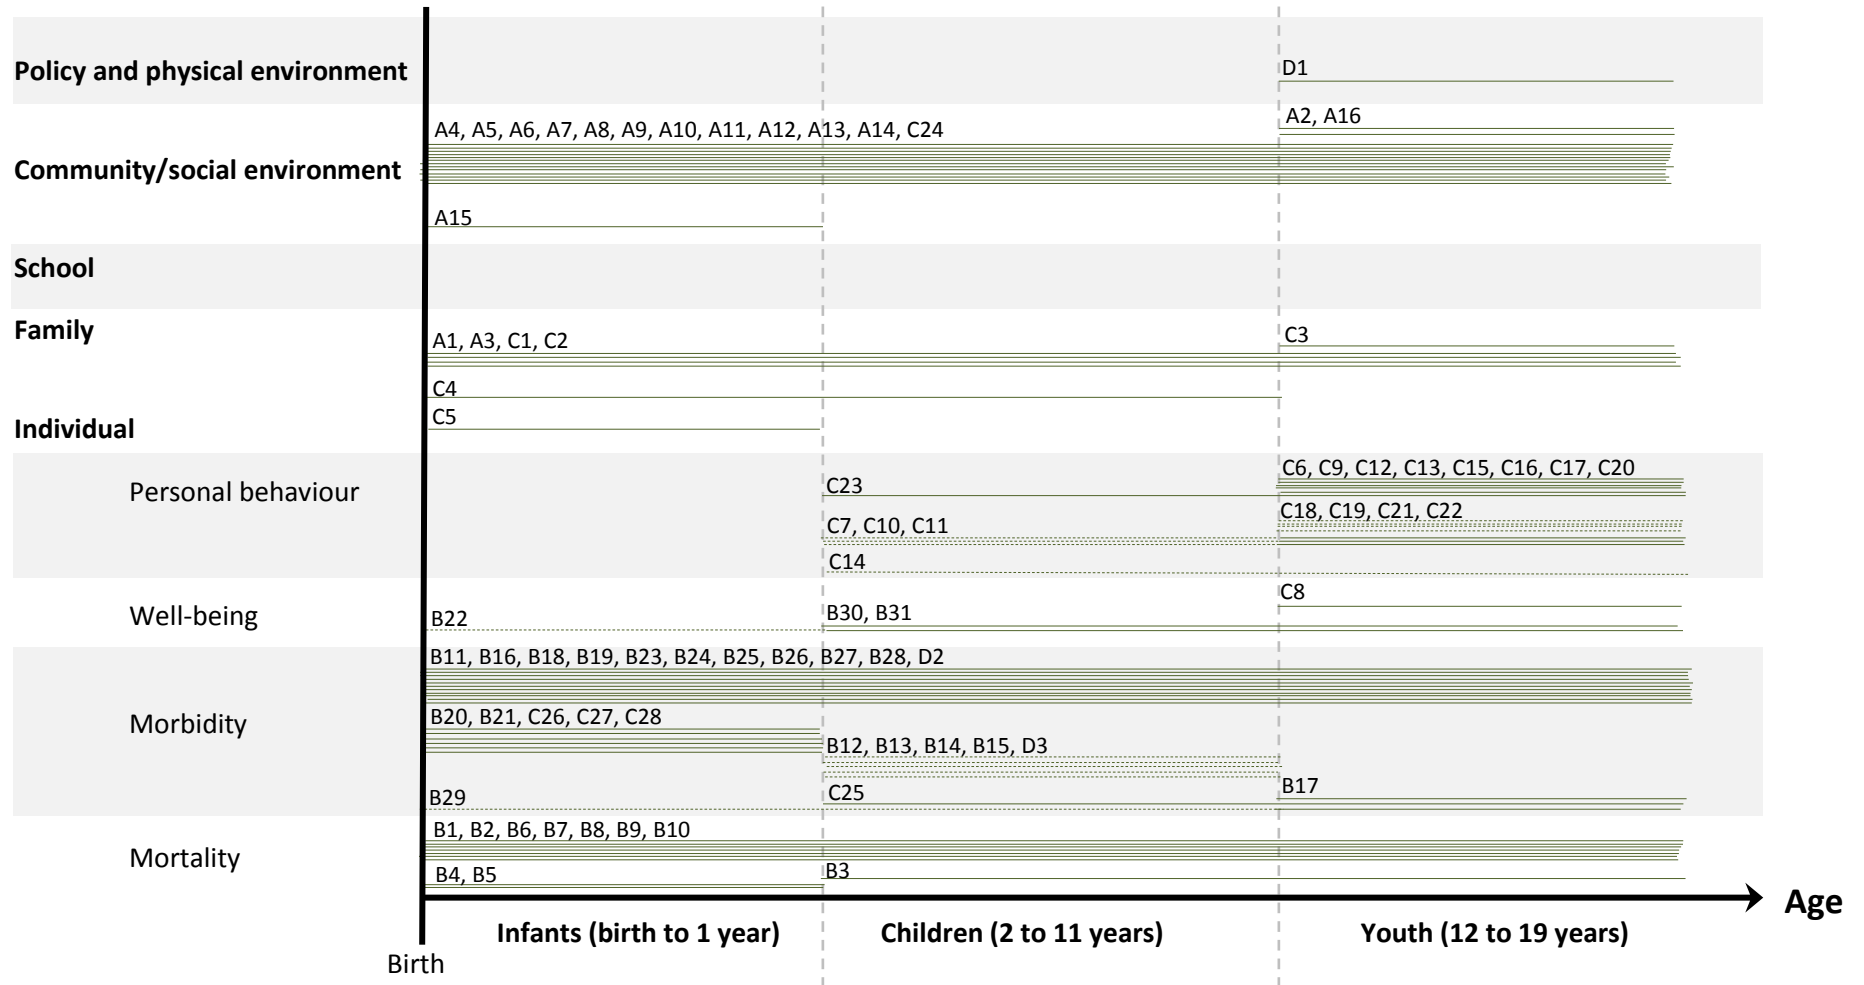 Policy and physical environment
D1
A2, A16
A4, A5, A6, A7, A8, A9, A10, A11, A12, A13, A14, C24
Community/social environment
A15
School
Family
A1, A3, C1, C2
C3
C4
C5
Individual
Personal behaviour
C6, C9, C12, C13, C15, C16, C17, C20
C23
C18, C19, C21, C22
C7, C10, C11
C14
Well-being
C8
B22
B30, B31
B11, B16, B18, B19, B23, B24, B25, B26, B27, B28, D2
Morbidity
B20, B21, C26, C27, C28
B12, B13, B14, B15, D3
B29
C25
B17
Mortality
B1, B2, B6, B7, B8, B9, B10
B4, B5
B3
Age
Infants (birth to 1 year)
Children (2 to 11 years)
Youth (12 to 19 years)
Birth